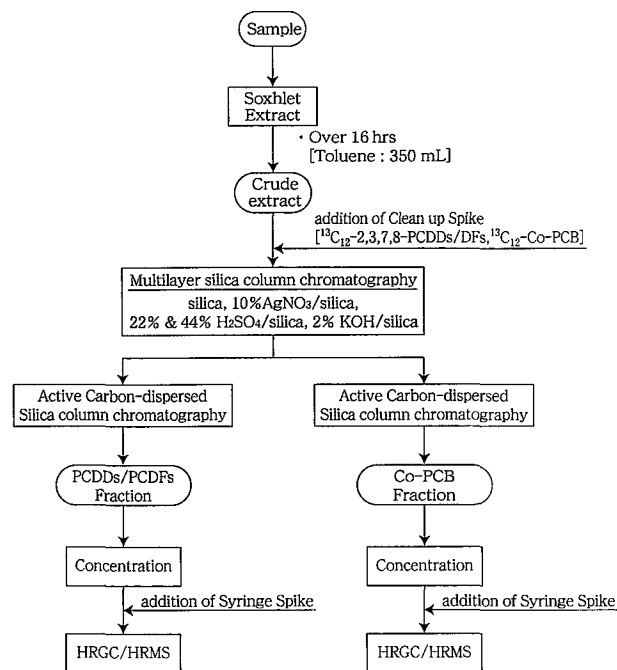 Sample
Soxhlet
Extract
· Over 16 hrs
[Toluene : 350 mL]
Crude
extract
addition of Clean up Spike
[¹³C₁₂-2,3,7,8-PCDDs/DFs,¹³C₁₂-Co-PCB]
Multilayer silica column chromatography
silica, 10%AgNO₃/silica,
22% & 44% H₂SO₄/silica, 2% KOH/silica
Active Carbon-dispersed
Silica column chromatography
Active Carbon-dispersed
Silica column chromatography
PCDDs/PCDFs
Fraction
Co-PCB
Fraction
Concentration
Concentration
addition of Syringe Spike
addition of Syringe Spike
HRGC/HRMS
HRGC/HRMS